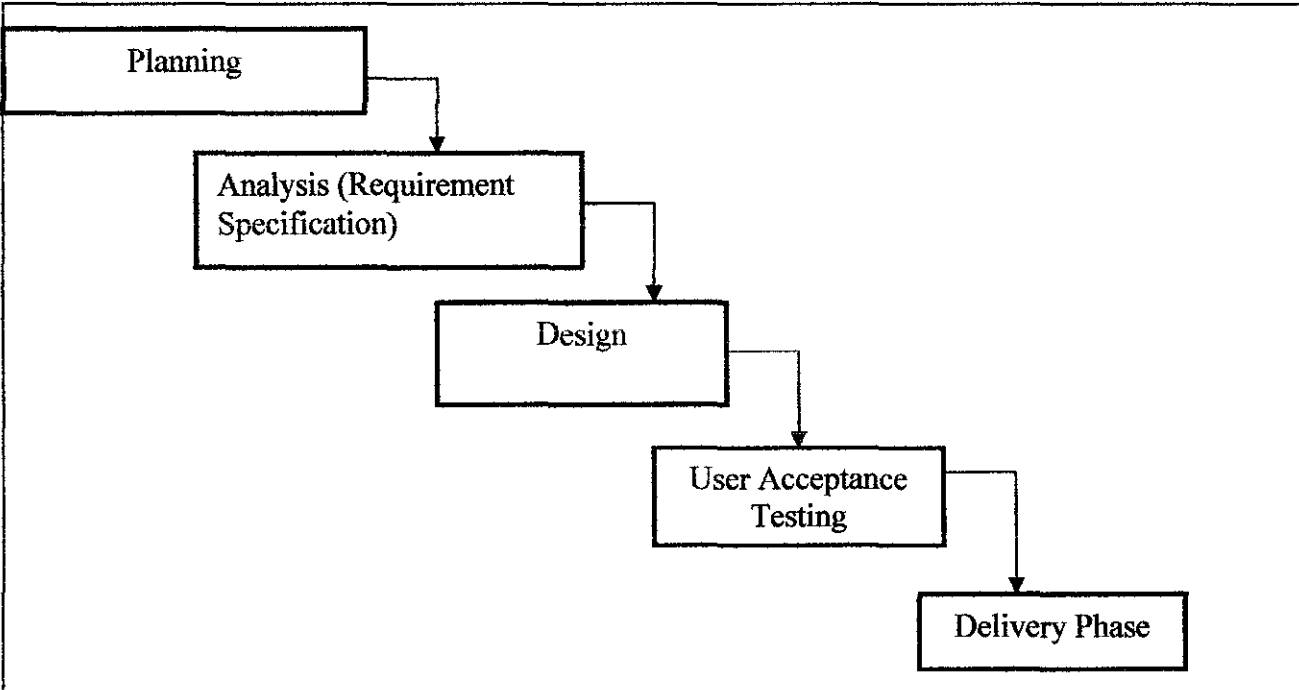 Planning
Analysis (Requirement
Specification)
Design
User Acceptance
Testing
Delivery Phase